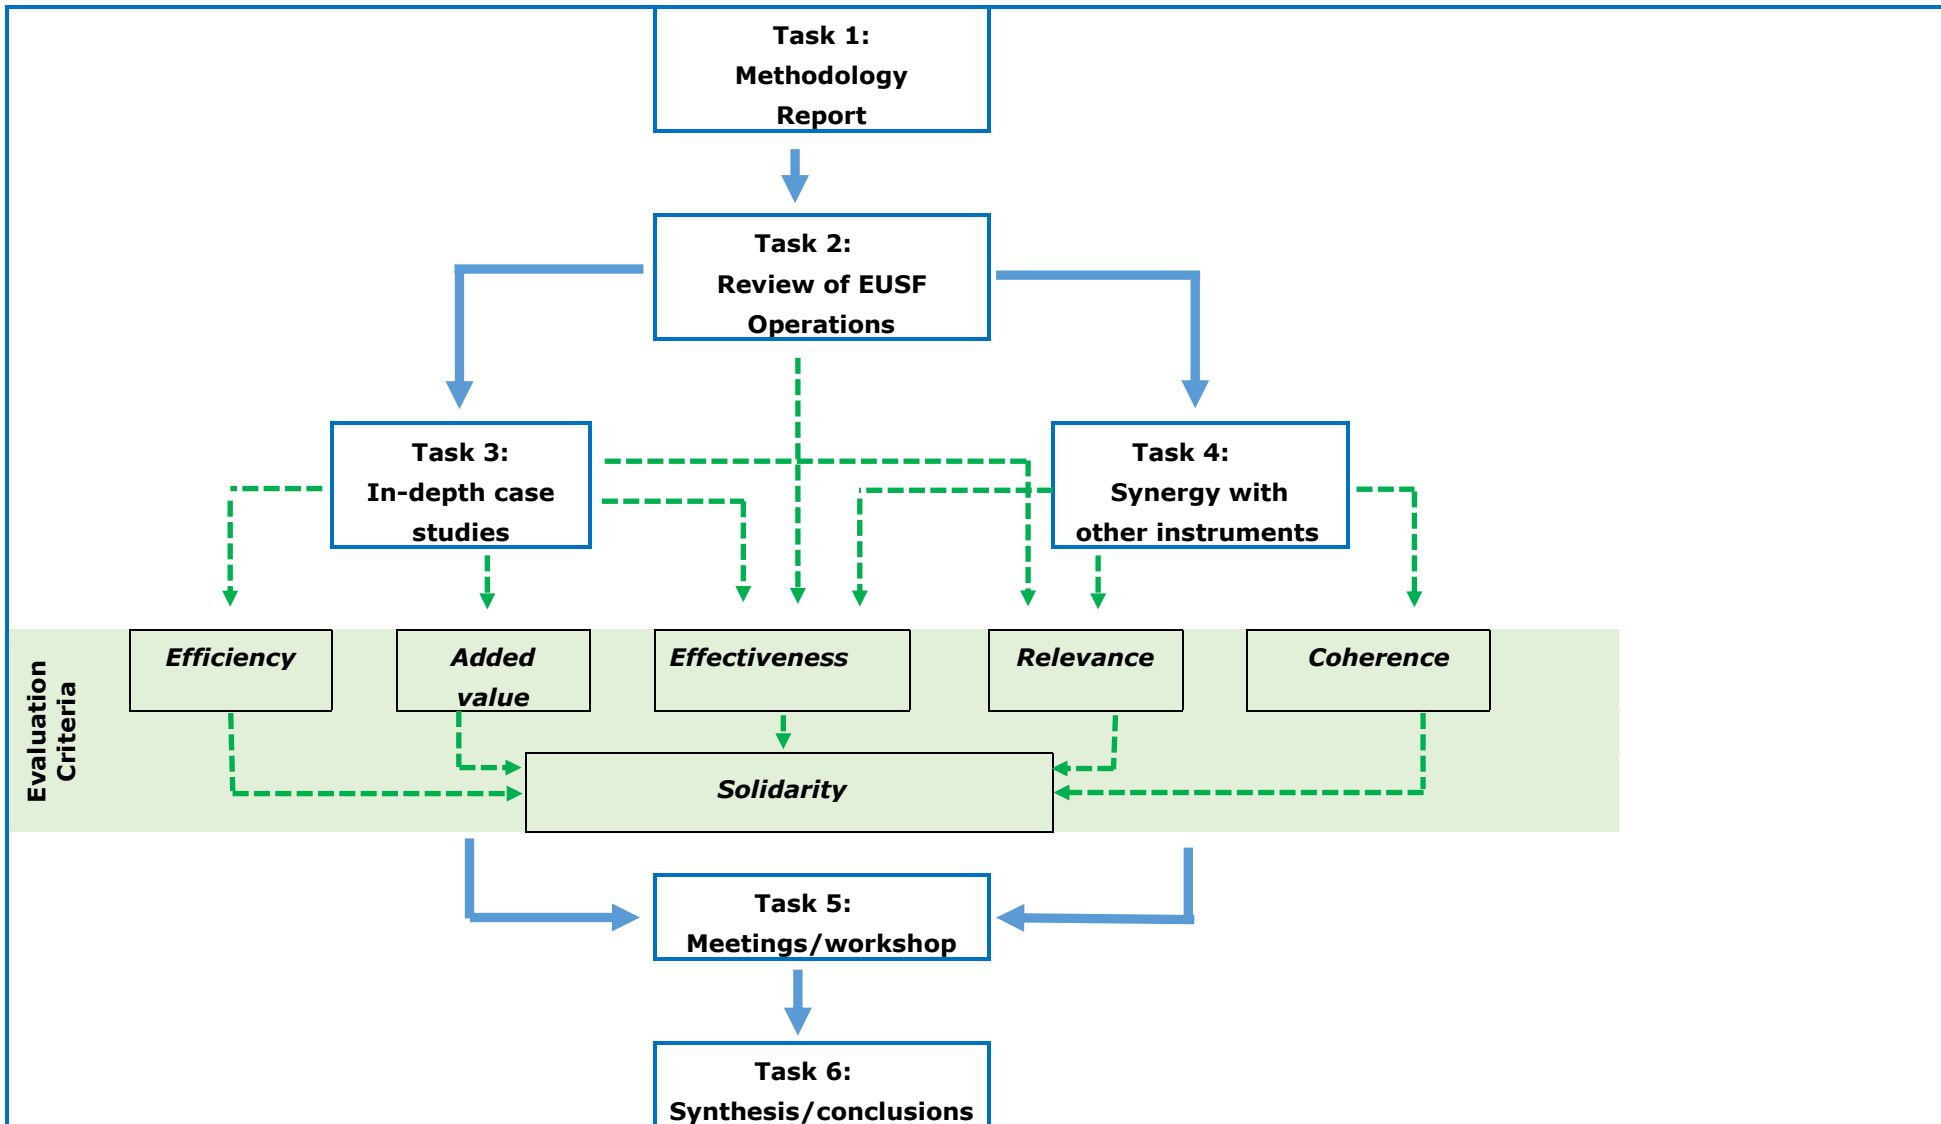 Task 1:
Methodology
Report
Task 2:
Review of EUSF
Operations
Task 3:
In-depth case
studies
Task 4:
Synergy with
other instruments
Evaluation
Criteria
Efficiency
Added
value
Effectiveness
Relevance
Coherence
Solidarity
Task 5:
Meetings/workshop
Task 6:
Synthesis/conclusions